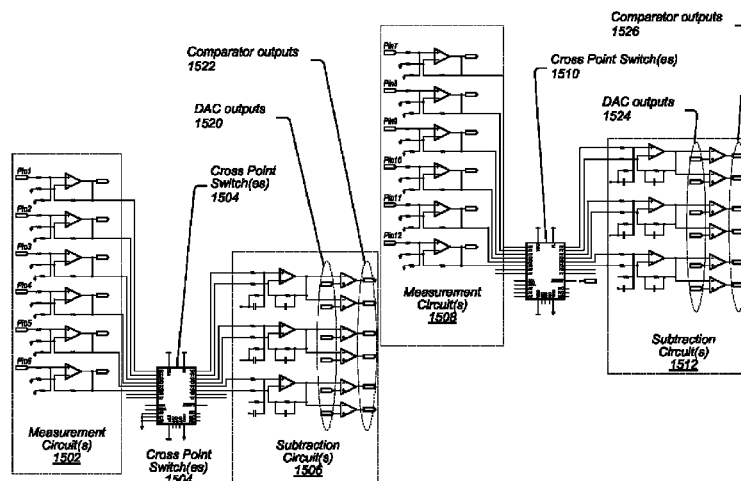 Comparator outputs
1522
DAC outputs
1520
Cross Point
Switch(es)
1504
Pin1
Pin2
Pin3
Pin4
Pin5
Pin6
Measurement
Circuit(s)
1502
Cross Point
Switch(es)
1504
Subtraction
Circuit(s)
1506
Comparator outputs
1526
Cross Point Switch(es)
1510
DAC outputs
1524
Pin7
Pin8
Pin9
Pin10
Pin11
Pin12
Measurement
Circuit(s)
1508
Subtraction
Circuit(s)
1512